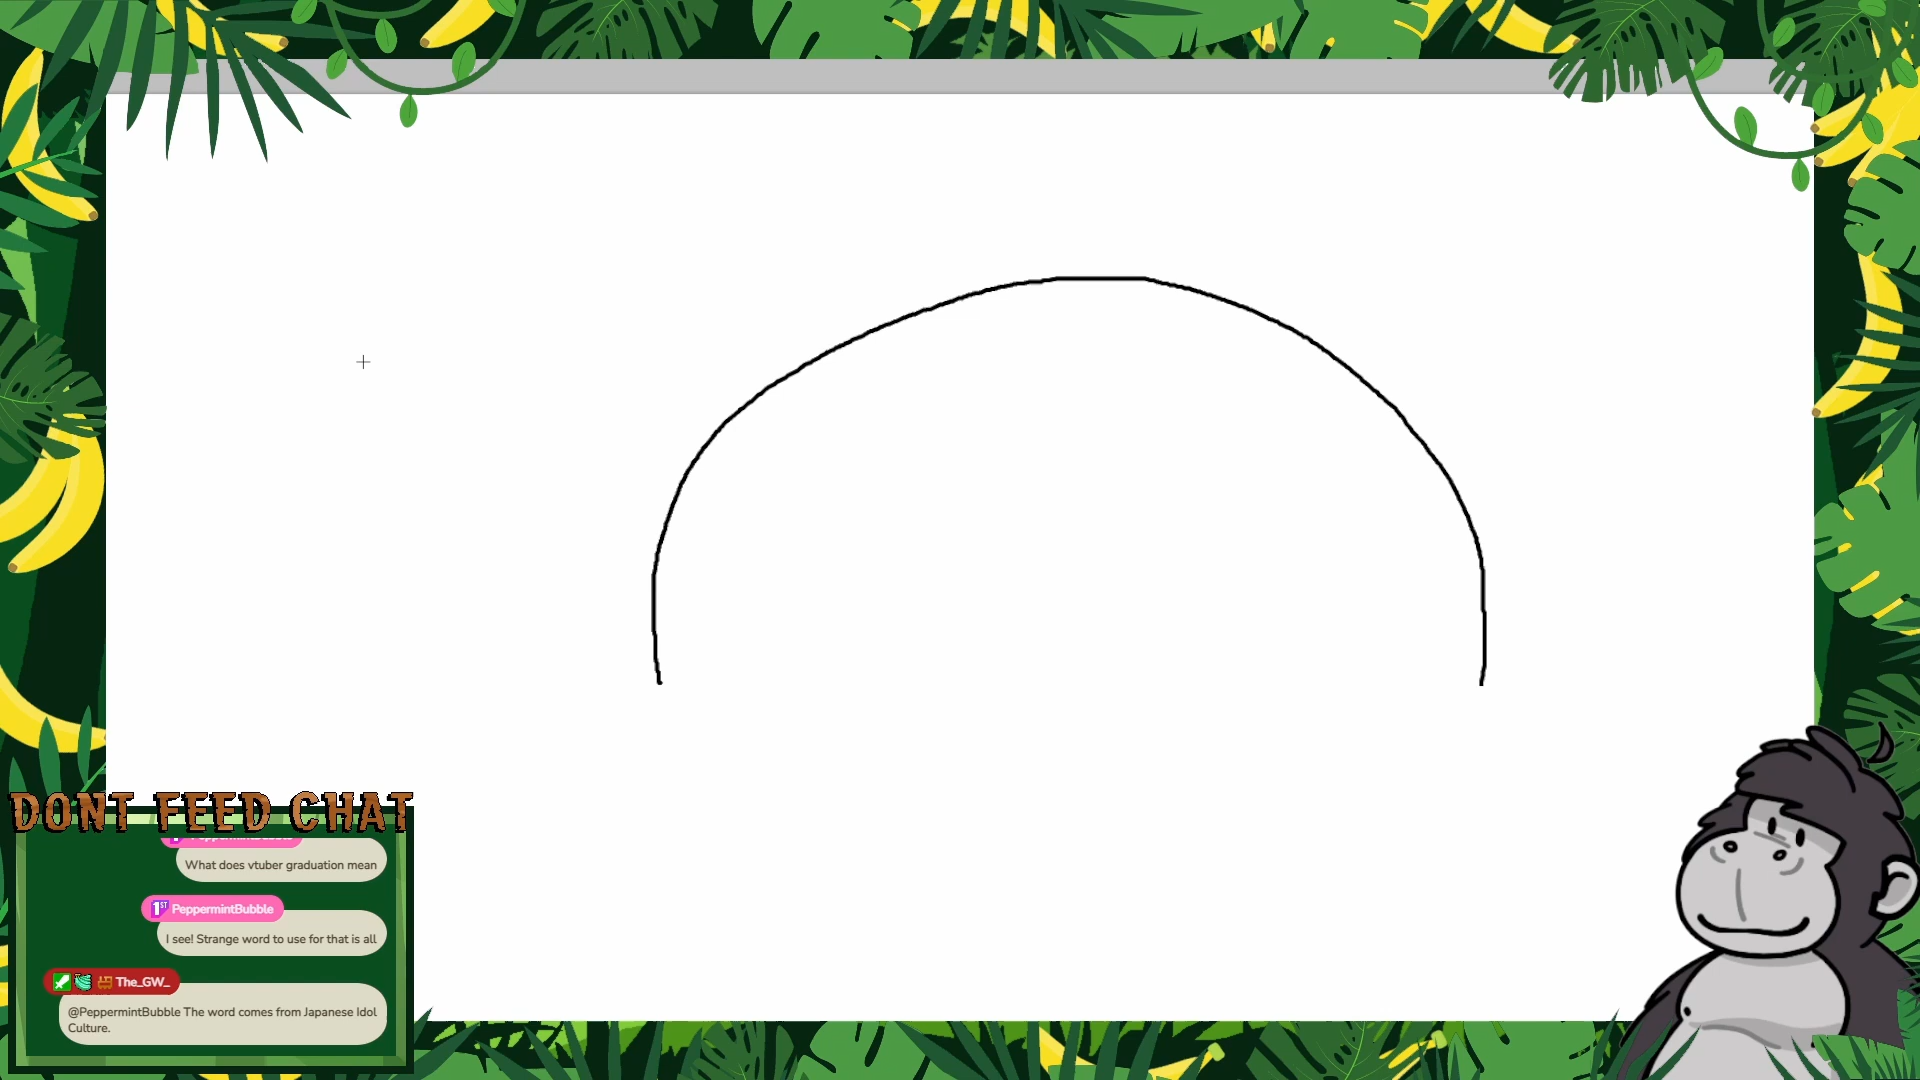 DONT FEED CHAT
What does vtuber graduation mean
1ST PeppermintBubble
I see! Strange word to use for that is all
The_GW_
@PeppermintBubble The word comes from Japanese Idol
Culture.